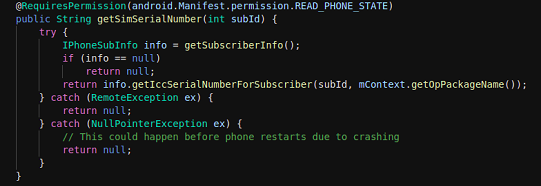 @RequiresPermission(android.Manifest.permission.READ_PHONE_STATE)
public String getSimSerialNumber(int subId) {
    try {
        IPhoneSubInfo info = getSubscriberInfo();
        if (info == null)
            return null;
        return info.getIccSerialNumberForSubscriber(subId, mContext.getOpPackageName());
    } catch (RemoteException ex) {
        return null;
    } catch (NullPointerException ex) {
        // This could happen before phone restarts due to crashing
        return null;
    }
}